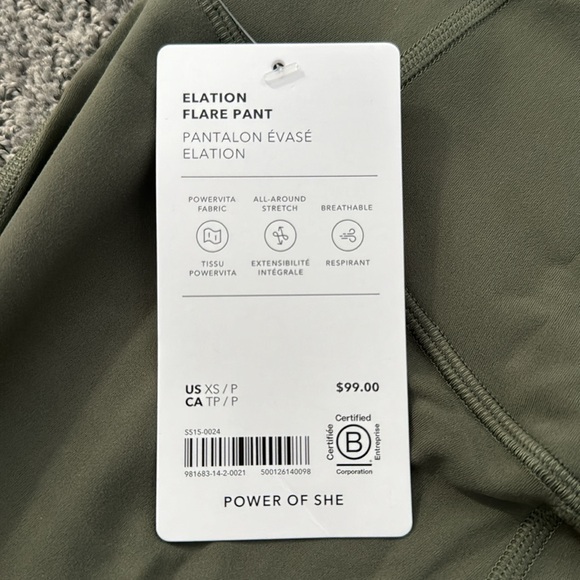 ELATION
FLARE PANT
PANTALON ÉVASÉ
ELATION
POWERVITA
FABRIC
ALL-AROUND
STRETCH
BREATHABLE
TISSU
POWERVITA
EXTENSIBILITÉ
INTÉGRALE
RESPIRANT
US XS / P
CA TP / P
$99.00
SS15-0024
981683-14-2-0021 500126140098
Certified
Certifiée
B
Entreprise
Corporation
POWER OF SHE